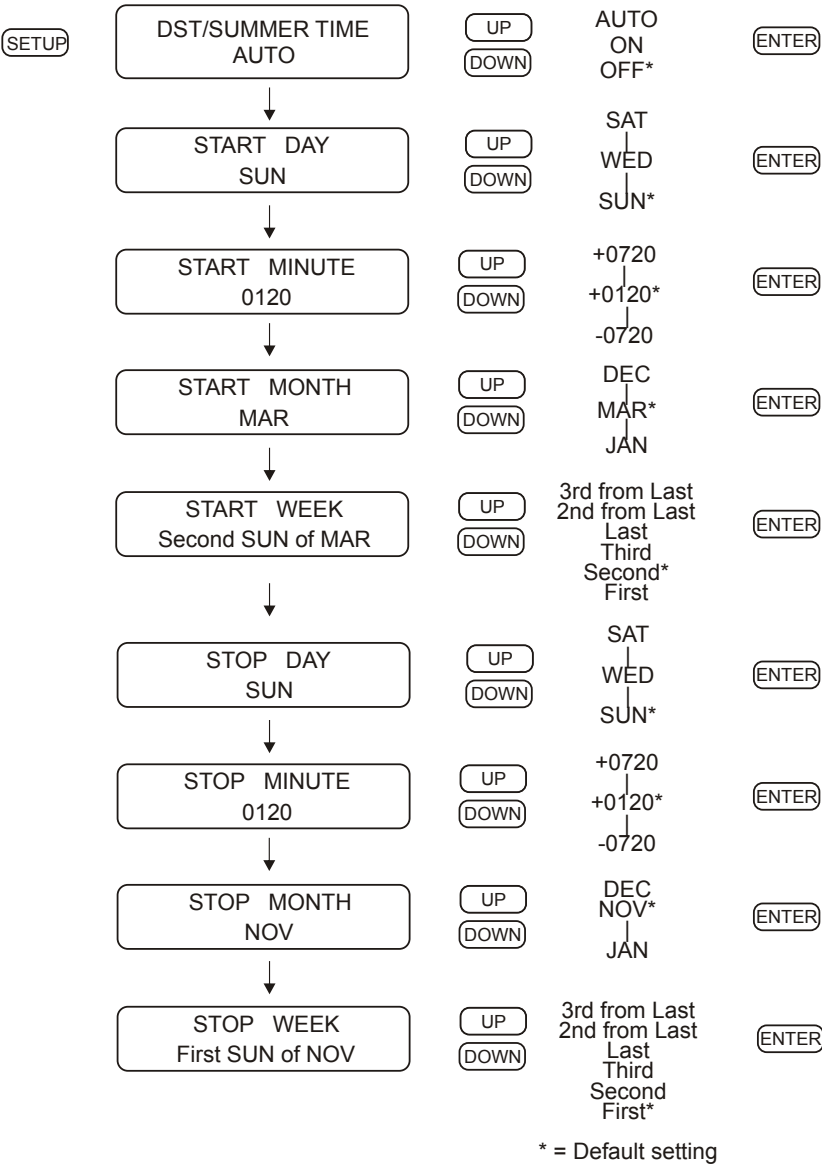 SETUP
DST/SUMMER TIME
AUTO
UP
DOWN
AUTO
ON
OFF*
ENTER
START DAY
SUN
UP
DOWN
SAT
WED
SUN*
ENTER
START MINUTE
0120
UP
DOWN
+0720
+0120*
-0720
ENTER
START MONTH
MAR
UP
DOWN
DEC
MAR*
JAN
ENTER
START WEEK
Second SUN of MAR
UP
DOWN
3rd from Last
2nd from Last
Last
Third
Second*
First
ENTER
STOP DAY
SUN
UP
DOWN
SAT
WED
SUN*
ENTER
STOP MINUTE
0120
UP
DOWN
+0720
+0120*
-0720
ENTER
STOP MONTH
NOV
UP
DOWN
DEC
NOV*
JAN
ENTER
STOP WEEK
First SUN of NOV
UP
DOWN
3rd from Last
2nd from Last
Last
Third
Second
First*
ENTER
* = Default setting